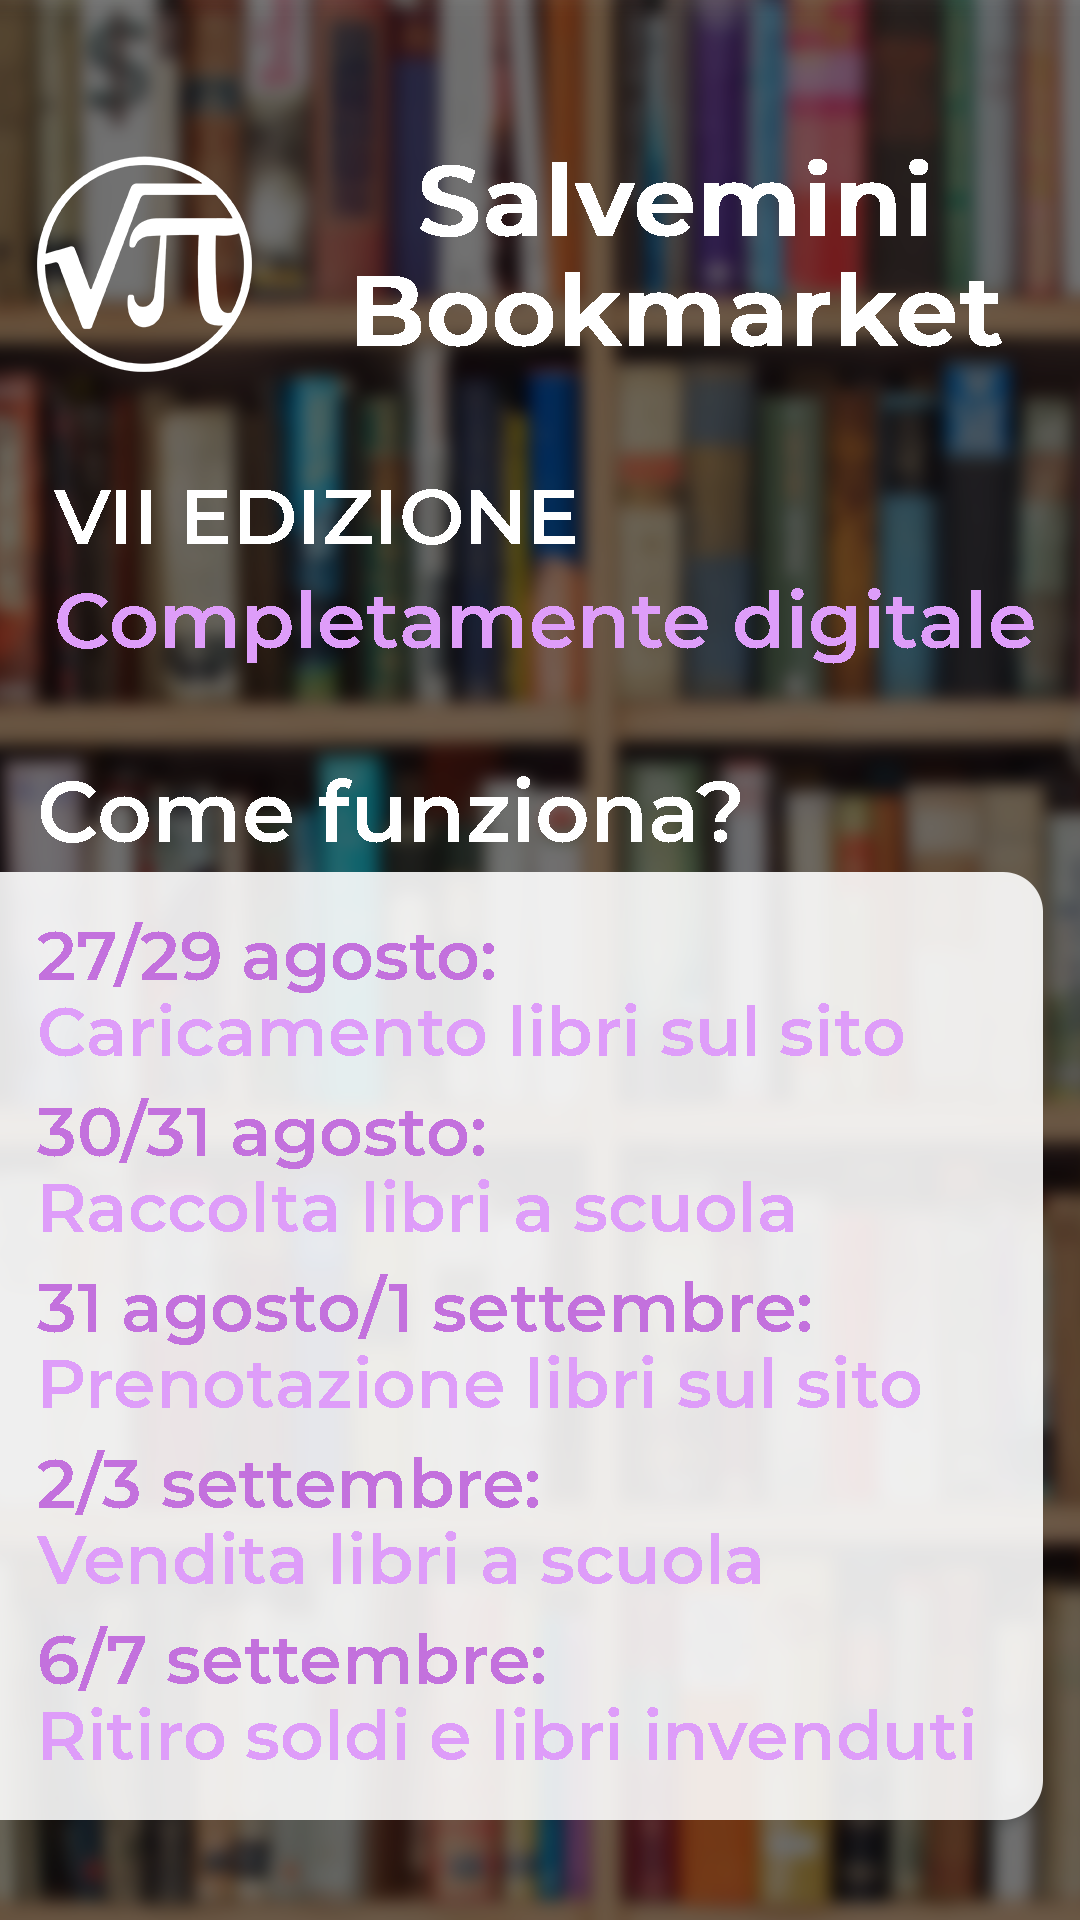 Salvemini
Bookmarket
√π
VII EDIZIONE
Completamente digitale
Come funziona?
27/29 agosto:
Caricamento libri sul sito
30/31 agosto:
Raccolta libri a scuola
31 agosto/1 settembre:
Prenotazione libri sul sito
2/3 settembre:
Vendita libri a scuola
6/7 settembre:
Ritiro soldi e libri invenduti